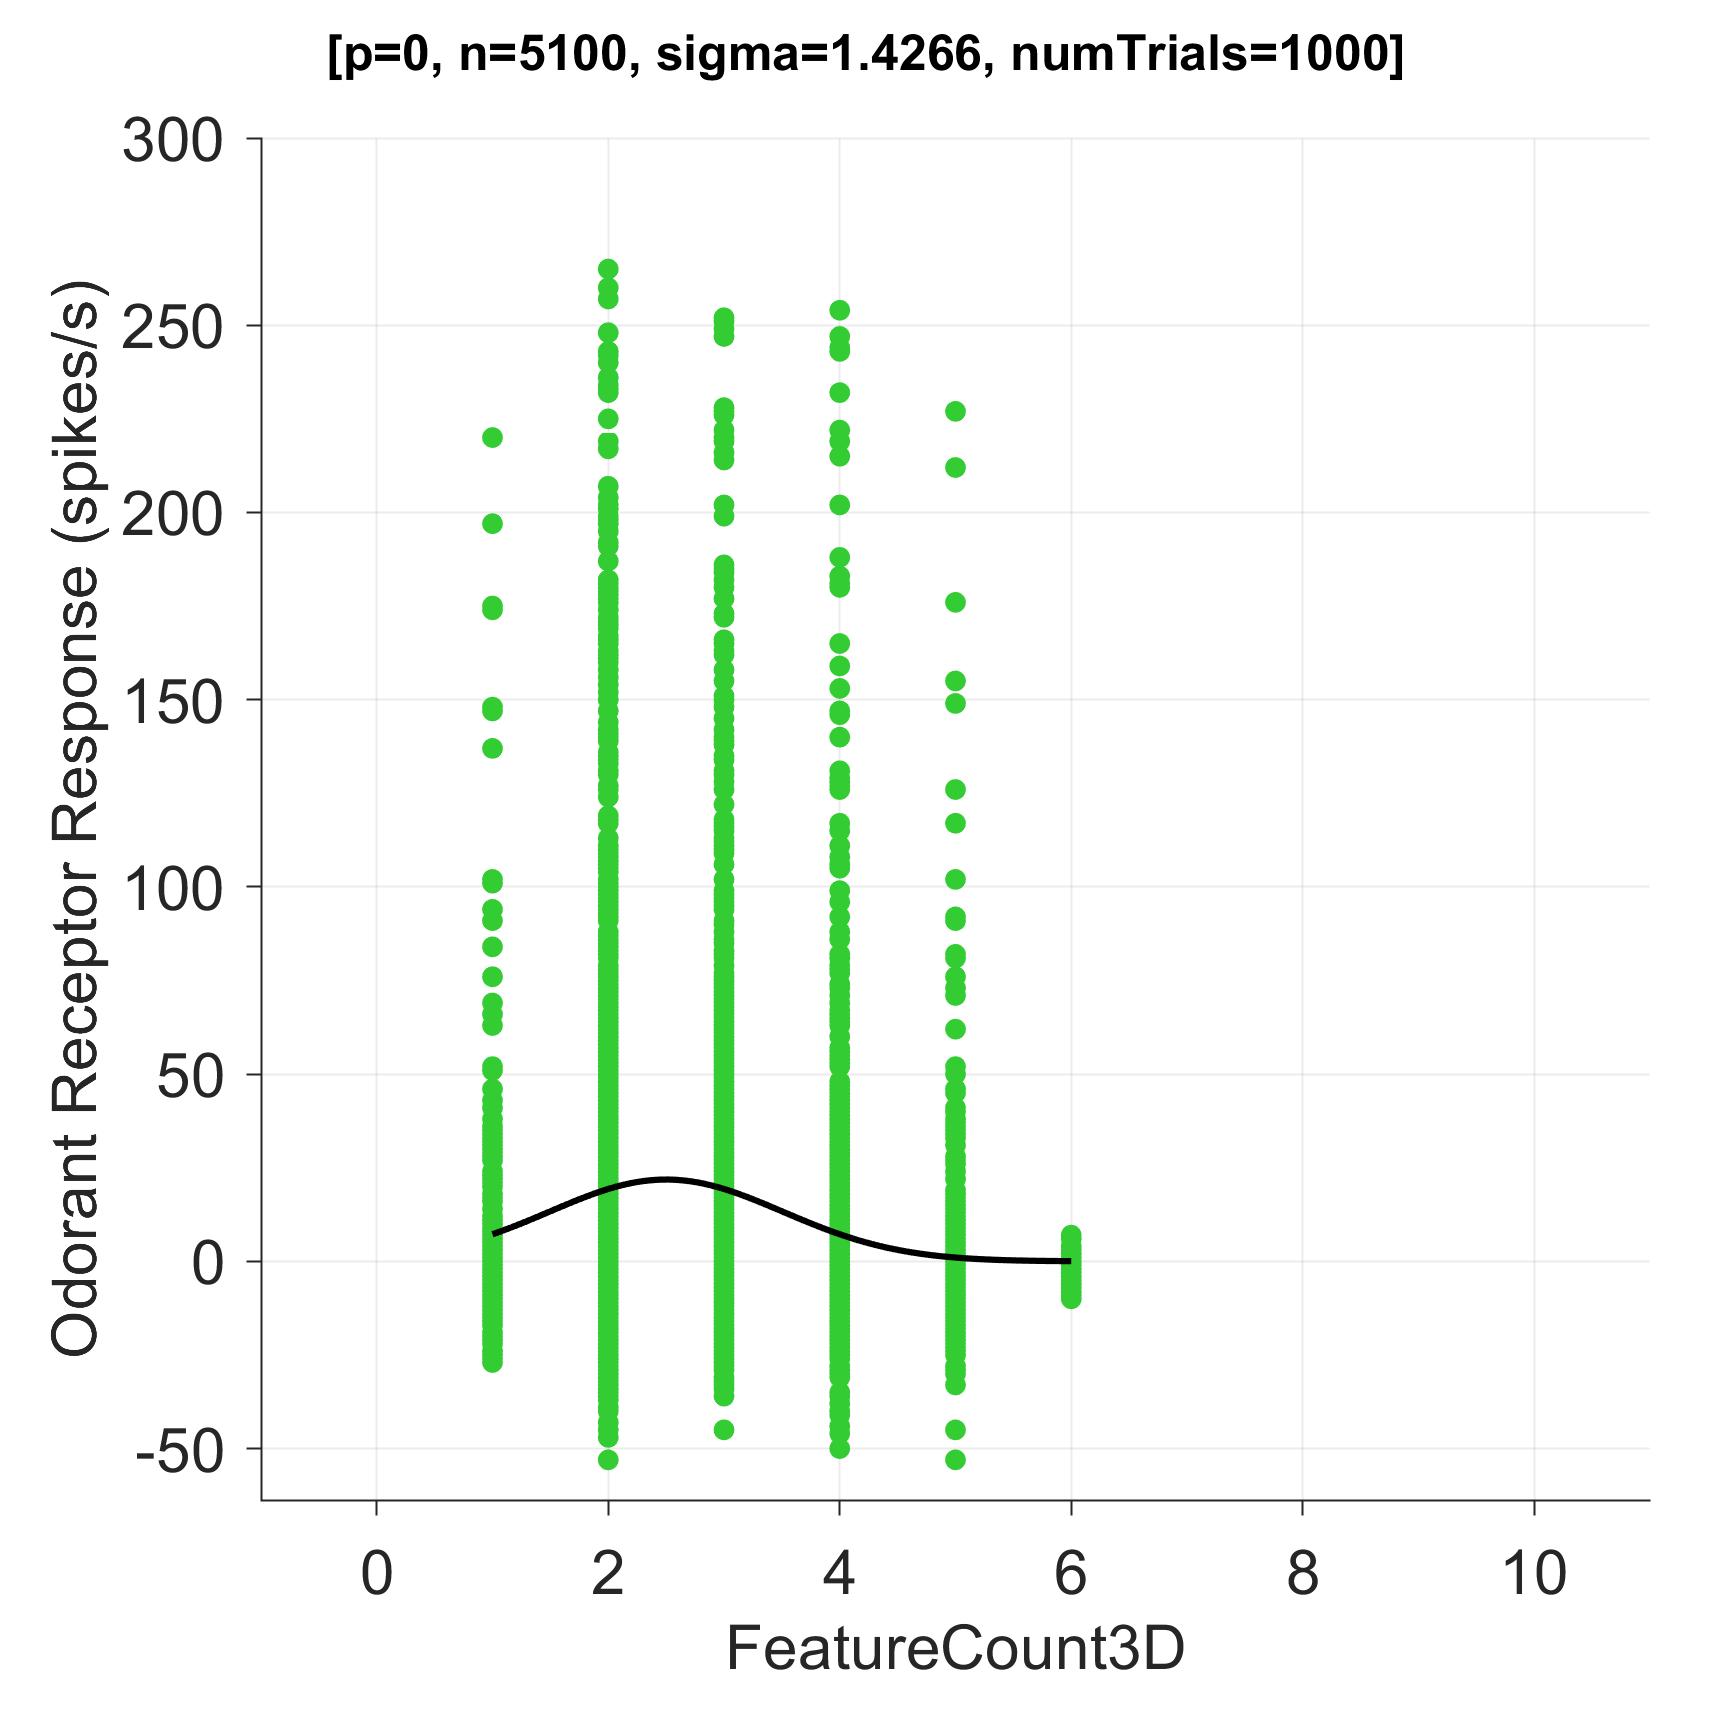 [p=0, n=5100, sigma=1.4266, numTrials=1000]
300
250
200
150
100
50
0
-50
Odorant Receptor Response (spikes/s)
0 2 4 6 8 10
FeatureCount3D